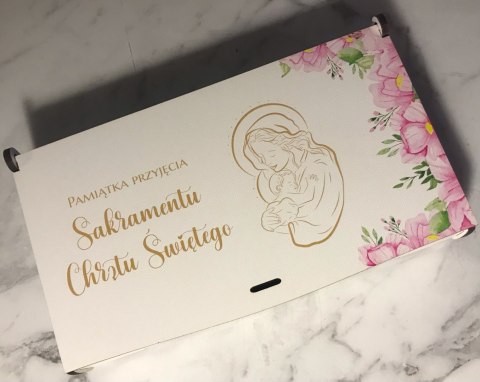 Pamiątka przyjęcia
Sakramentu
Chrztu Świętego